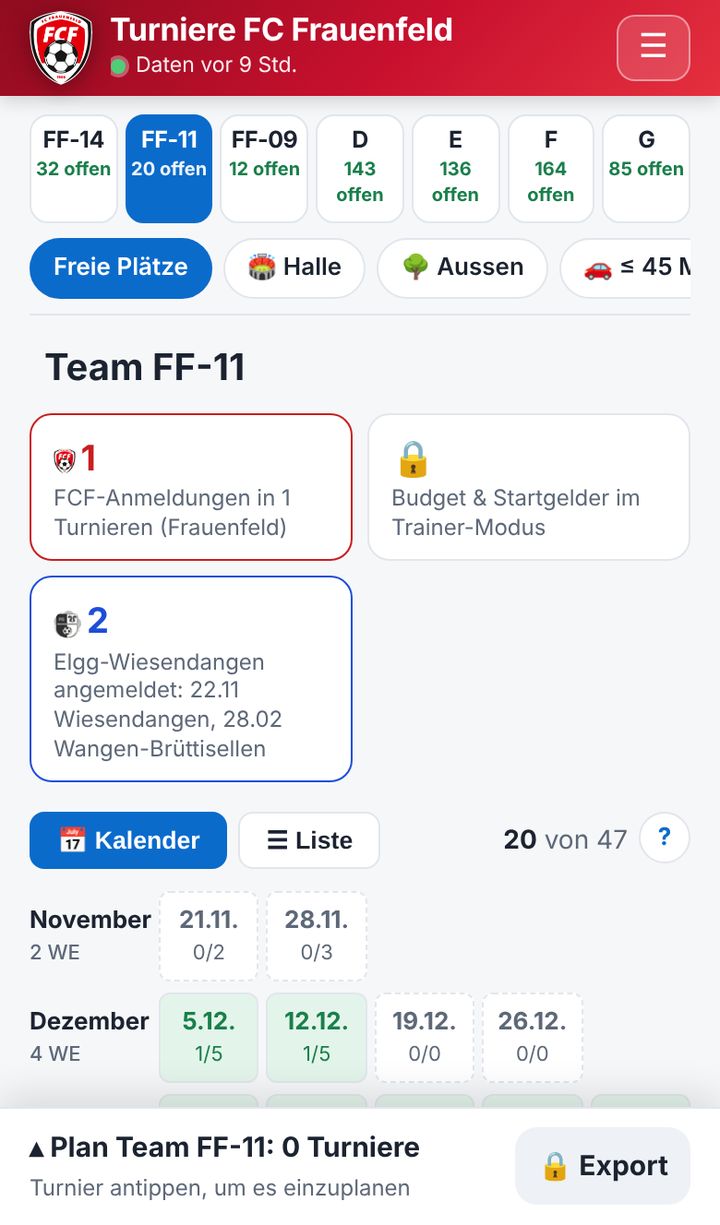 Turniere FC Frauenfeld
Daten vor 9 Std.
☰
FF-14
32 offen
FF-11
20 offen
FF-09
12 offen
D
143
offen
E
136
offen
F
164
offen
G
85 offen
Freie Plätze
🏟️ Halle
🌳 Aussen
🚗 ≤ 45 M
Team FF-11
1
FCF-Anmeldungen in 1
Turnieren (Frauenfeld)
🔒
Budget & Startgelder im
Trainer-Modus
2
Elgg-Wiesendangen
angemeldet: 22.11
Wiesendangen, 28.02
Wangen-Brüttisellen
📅 Kalender
☰ Liste
20 von 47
?
November
2 WE
21.11.
0/2
28.11.
0/3
Dezember
4 WE
5.12.
1/5
12.12.
1/5
19.12.
0/0
26.12.
0/0
▲ Plan Team FF-11: 0 Turniere
Turnier antippen, um es einzuplanen
🔒 Export